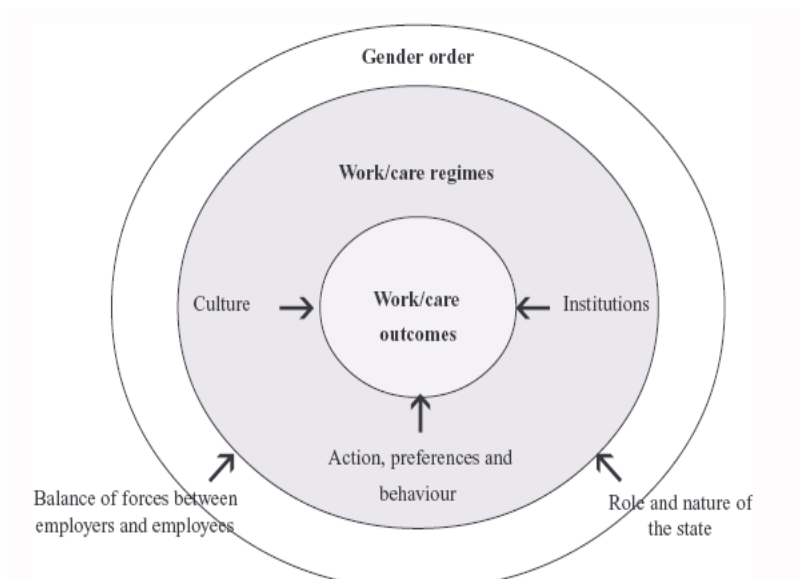 Gender order
Work/care regimes
Culture
Work/care
outcomes
Institutions
Action, preferences and
behaviour
Balance of forces between
employers and employees
Role and nature of
the state